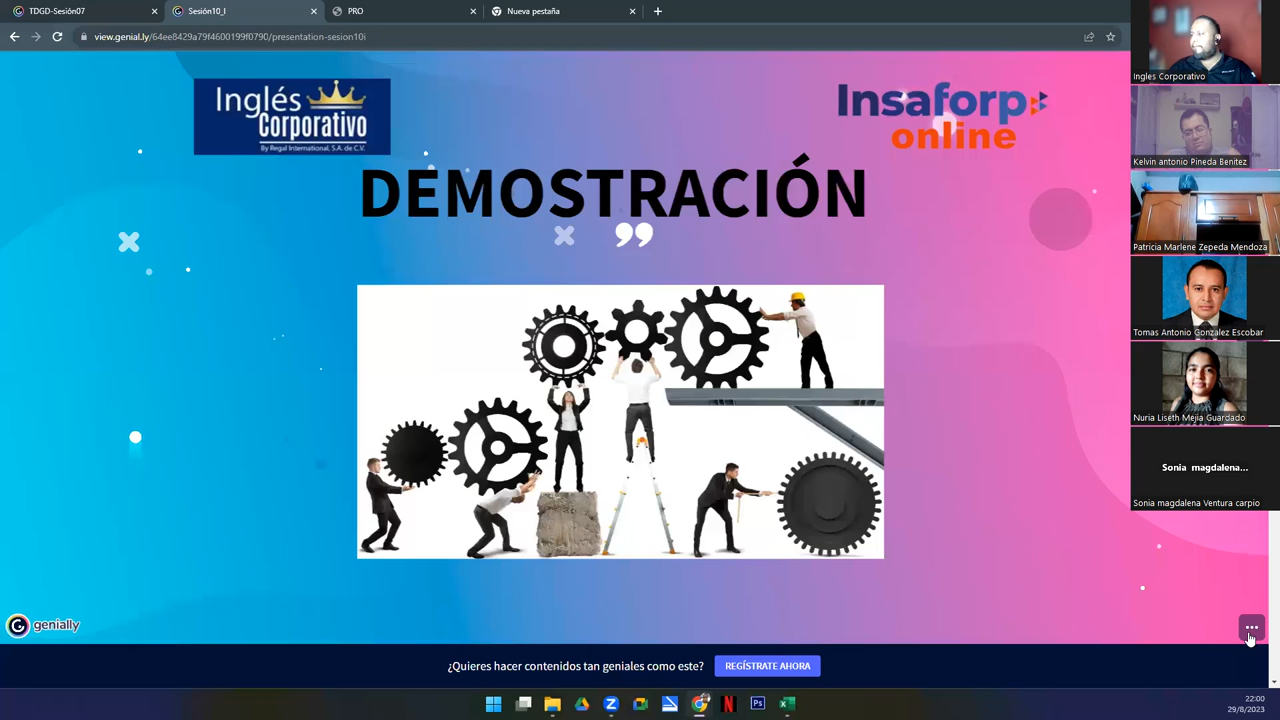 TDGD-Sesión07
Sesión10_I
PRO
Nueva pestaña
view.genial.ly/64ee8429a79f4600199f0790/presentation-sesion10i
Inglés
Corporativo
By Regal International, S.A. de C.V.
Insaforp
online
DEMOSTRACIÓN
genially
¿Quieres hacer contenidos tan geniales como este?
REGÍSTRATE AHORA
Ingles Corporativo
Kelvin antonio Pineda Benitez
Patricia Marlene Zepeda Mendoza
Tomas Antonio Gonzalez Escobar
Nuria Liseth Mejia Guardado
Sonia magdalena...
Sonia magdalena Ventura carpio
22:00
29/8/2023